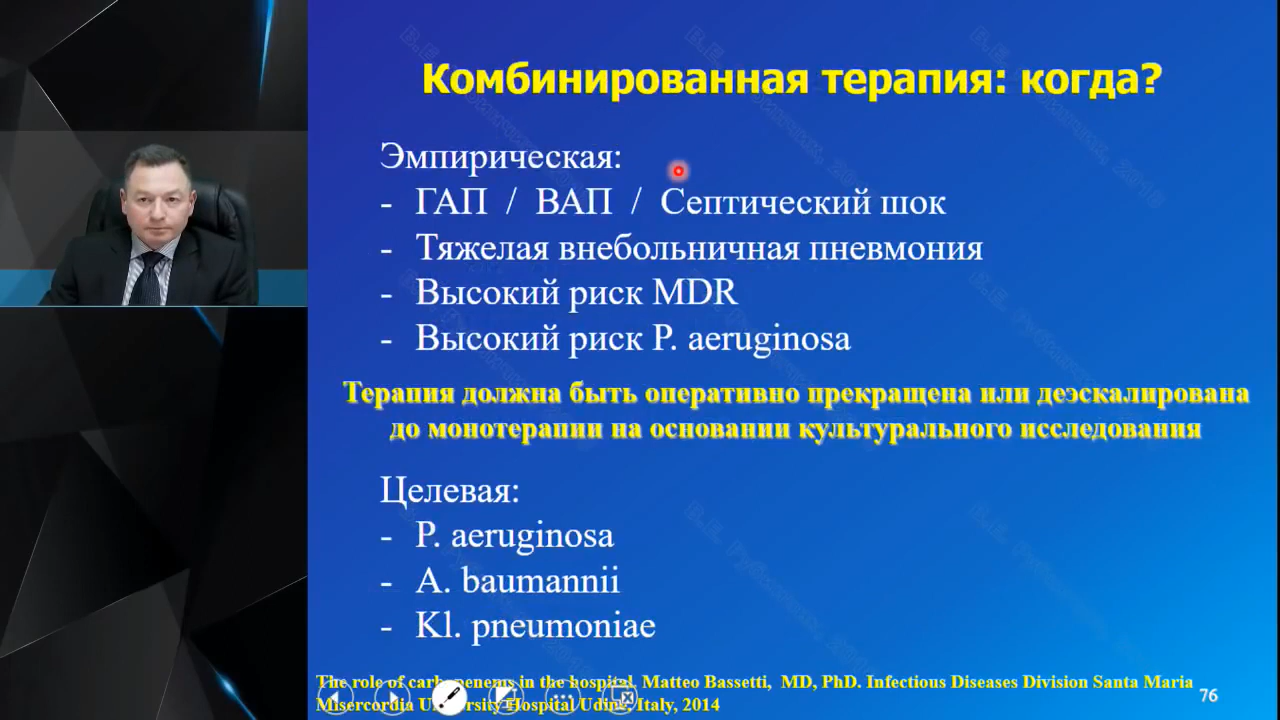 Комбинированная терапия: когда?
Эмпирическая:
- ГАП / ВАП / Септический шок
- Тяжелая внебольничная пневмония
- Высокий риск MDR
- Высокий риск P. aeruginosa
Терапия должна быть оперативно прекращена или деэскалирована
до монотерапии на основании культурального исследования
Целевая:
- P. aeruginosa
- A. baumannii
- Kl. pneumoniae
The role of carbapenems in the hospital, Matteo Bassetti, MD, PhD. Infectious Diseases Division Santa Maria
Misercordia University Hospital Udine, Italy, 2014
76